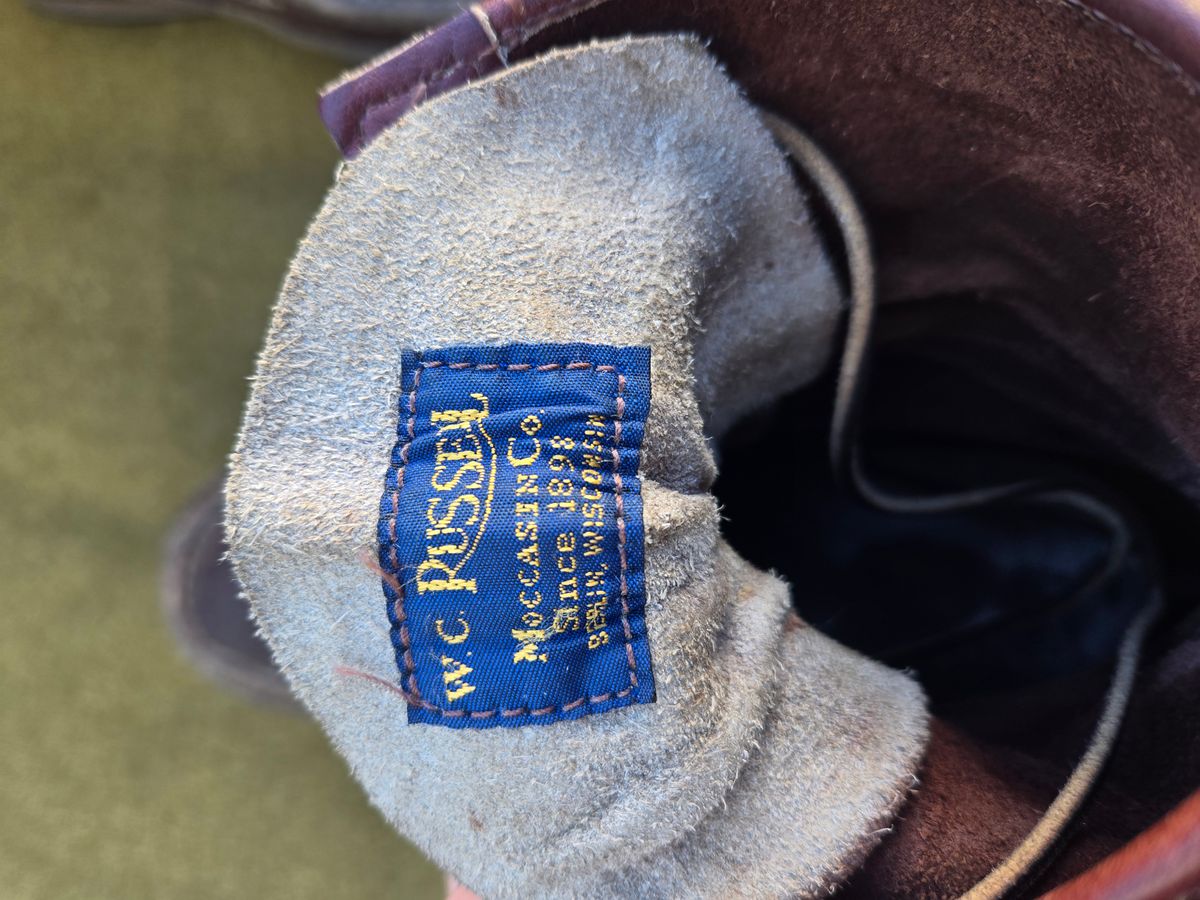 W.C. RUSSELL
MOCCASIN CO.
Since 1898
BERLIN, WISCONSIN